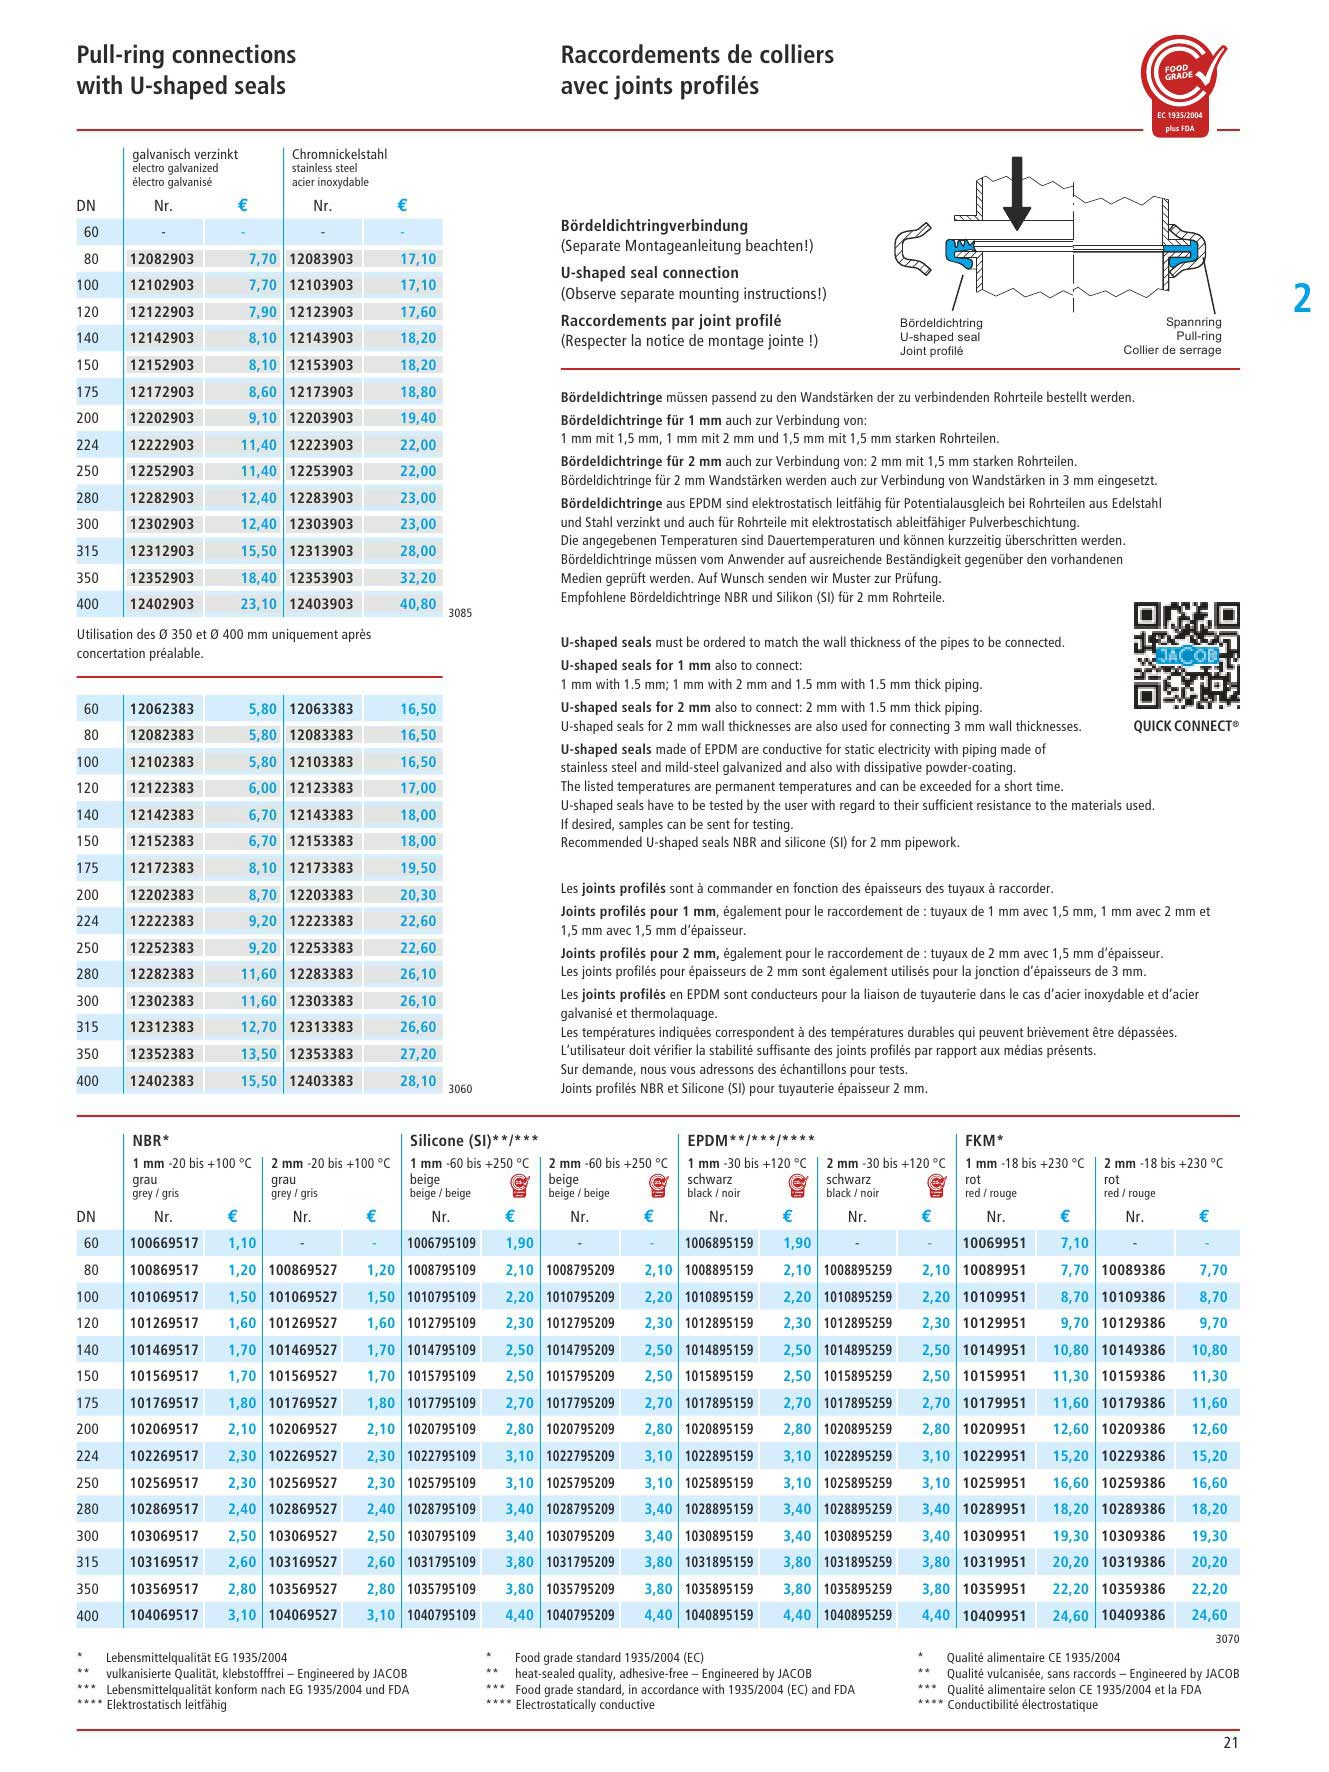 Pull-ring connections
with U-shaped seals
Raccordements de colliers
avec joints profilés
FOOD
GRADE
EC 1935/2004
plus FDA
galvanisch verzinkt Chromnickelstahl
electro galvanized stainless steel
électro galvanisé acier inoxydable
DN Nr. € Nr. €
60 - - - -
80 12082903 7,70 12083903 17,10
100 12102903 7,70 12103903 17,10
120 12122903 7,90 12123903 17,60
140 12142903 8,10 12143903 18,20
150 12152903 8,10 12153903 18,20
175 12172903 8,60 12173903 18,80
200 12202903 9,10 12203903 19,40
224 12222903 11,40 12223903 22,00
250 12252903 11,40 12253903 22,00
280 12282903 12,40 12283903 23,00
300 12302903 12,40 12303903 23,00
315 12312903 15,50 12313903 28,00
350 12352903 18,40 12353903 32,20
400 12402903 23,10 12403903 40,80
3085
Utilisation des Ø 350 et Ø 400 mm uniquement après
concertation préalable.
60 12062383 5,80 12063383 16,50
80 12082383 5,80 12083383 16,50
100 12102383 5,80 12103383 16,50
120 12122383 6,00 12123383 17,00
140 12142383 6,70 12143383 18,00
150 12152383 6,70 12153383 18,00
175 12172383 8,10 12173383 19,50
200 12202383 8,70 12203383 20,30
224 12222383 9,20 12223383 22,60
250 12252383 9,20 12253383 22,60
280 12282383 11,60 12283383 26,10
300 12302383 11,60 12303383 26,10
315 12312383 12,70 12313383 26,60
350 12352383 13,50 12353383 27,20
400 12402383 15,50 12403383 28,10
3060
Bördeldichtringverbindung
(Separate Montageanleitung beachten!)
U-shaped seal connection
(Observe separate mounting instructions!)
Raccordements par joint profilé
(Respecter la notice de montage jointe !)
Bördeldichtring
U-shaped seal
Joint profilé
Spannring
Pull-ring
Collier de serrage
2
Bördeldichtringe müssen passend zu den Wandstärken der zu verbindenden Rohrteile bestellt werden.
Bördeldichtringe für 1 mm auch zur Verbindung von:
1 mm mit 1,5 mm, 1 mm mit 2 mm und 1,5 mm mit 1,5 mm starken Rohrteilen.
Bördeldichtringe für 2 mm auch zur Verbindung von: 2 mm mit 1,5 mm starken Rohrteilen.
Bördeldichtringe für 2 mm Wandstärken werden auch zur Verbindung von Wandstärken in 3 mm eingesetzt.
Bördeldichtringe aus EPDM sind elektrostatisch leitfähig für Potentialausgleich bei Rohrteilen aus Edelstahl
und Stahl verzinkt und auch für Rohrteile mit elektrostatisch ableitfähiger Pulverbeschichtung.
Die angegebenen Temperaturen sind Dauertemperaturen und können kurzzeitig überschritten werden.
Bördeldichtringe müssen vom Anwender auf ausreichende Beständigkeit gegenüber den vorhandenen
Medien geprüft werden. Auf Wunsch senden wir Muster zur Prüfung.
Empfohlene Bördeldichtringe NBR und Silikon (SI) für 2 mm Rohrteile.
U-shaped seals must be ordered to match the wall thickness of the pipes to be connected.
U-shaped seals for 1 mm also to connect:
1 mm with 1.5 mm; 1 mm with 2 mm and 1.5 mm with 1.5 mm thick piping.
U-shaped seals for 2 mm also to connect: 2 mm with 1.5 mm thick piping.
U-shaped seals for 2 mm wall thicknesses are also used for connecting 3 mm wall thicknesses.
U-shaped seals made of EPDM are conductive for static electricity with piping made of
stainless steel and mild-steel galvanized and also with dissipative powder-coating.
The listed temperatures are permanent temperatures and can be exceeded for a short time.
U-shaped seals have to be tested by the user with regard to their sufficient resistance to the materials used.
If desired, samples can be sent for testing.
Recommended U-shaped seals NBR and silicone (SI) for 2 mm pipework.
JACOB
QUICK CONNECT®
Les joints profilés sont à commander en fonction des épaisseurs des tuyaux à raccorder.
Joints profilés pour 1 mm, également pour le raccordement de : tuyaux de 1 mm avec 1,5 mm, 1 mm avec 2 mm et
1,5 mm avec 1,5 mm d’épaisseur.
Joints profilés pour 2 mm, également pour le raccordement de : tuyaux de 2 mm avec 1,5 mm d’épaisseur.
Les joints profilés pour épaisseurs de 2 mm sont également utilisés pour la jonction d’épaisseurs de 3 mm.
Les joints profilés en EPDM sont conducteurs pour la liaison de tuyauterie dans le cas d’acier inoxydable et d’acier
galvanisé et thermolaquage.
Les températures indiquées correspondent à des températures durables qui peuvent brièvement être dépassées.
L’utilisateur doit vérifier la stabilité suffisante des joints profilés par rapport aux médias présents.
Sur demande, nous vous adressons des échantillons pour tests.
Joints profilés NBR et Silicone (SI) pour tuyauterie épaisseur 2 mm.
NBR* Silicone (SI)**/*** EPDM**/***/**** FKM*
1 mm -20 bis +100 °C 2 mm -20 bis +100 °C 1 mm -60 bis +250 °C 2 mm -60 bis +250 °C 1 mm -30 bis +120 °C 2 mm -30 bis +120 °C 1 mm -18 bis +230 °C 2 mm -18 bis +230 °C
grau grau beige beige schwarz schwarz rot rot
grey / gris grey / gris beige / beige beige / beige black / noir black / noir red / rouge red / rouge
DN Nr. € Nr. € Nr. € Nr. € Nr. € Nr. € Nr. € Nr. €
60 100669517 1,10 - - 1006795109 1,90 - - 1006895159 1,90 - - 10069951 7,10 - -
80 100869517 1,20 100869527 1,20 1008795109 2,10 1008795209 2,10 1008895159 2,10 1008895259 2,10 10089951 7,70 10089386 7,70
100 101069517 1,50 101069527 1,50 1010795109 2,20 1010795209 2,20 1010895159 2,20 1010895259 2,20 10109951 8,70 10109386 8,70
120 101269517 1,60 101269527 1,60 1012795109 2,30 1012795209 2,30 1012895159 2,30 1012895259 2,30 10129951 9,70 10129386 9,70
140 101469517 1,70 101469527 1,70 1014795109 2,50 1014795209 2,50 1014895159 2,50 1014895259 2,50 10149951 10,80 10149386 10,80
150 101569517 1,70 101569527 1,70 1015795109 2,50 1015795209 2,50 1015895159 2,50 1015895259 2,50 10159951 11,30 10159386 11,30
175 101769517 1,80 101769527 1,80 1017795109 2,70 1017795209 2,70 1017895159 2,70 1017895259 2,70 10179951 11,60 10179386 11,60
200 102069517 2,10 102069527 2,10 1020795109 2,80 1020795209 2,80 1020895159 2,80 1020895259 2,80 10209951 12,60 10209386 12,60
224 102269517 2,30 102269527 2,30 1022795109 3,10 1022795209 3,10 1022895159 3,10 1022895259 3,10 10229951 15,20 10229386 15,20
250 102569517 2,30 102569527 2,30 1025795109 3,10 1025795209 3,10 1025895159 3,10 1025895259 3,10 10259951 16,60 10259386 16,60
280 102869517 2,40 102869527 2,40 1028795109 3,40 1028795209 3,40 1028895159 3,40 1028895259 3,40 10289951 18,20 10289386 18,20
300 103069517 2,50 103069527 2,50 1030795109 3,40 1030795209 3,40 1030895159 3,40 1030895259 3,40 10309951 19,30 10309386 19,30
315 103169517 2,60 103169527 2,60 1031795109 3,80 1031795209 3,80 1031895159 3,80 1031895259 3,80 10319951 20,20 10319386 20,20
350 103569517 2,80 103569527 2,80 1035795109 3,80 1035795209 3,80 1035895159 3,80 1035895259 3,80 10359951 22,20 10359386 22,20
400 104069517 3,10 104069527 3,10 1040795109 4,40 1040795209 4,40 1040895159 4,40 1040895259 4,40 10409951 24,60 10409386 24,60
3070
* Lebensmittelqualität EG 1935/2004
** vulkanisierte Qualität, klebstofffrei – Engineered by JACOB
*** Lebensmittelqualität konform nach EG 1935/2004 und FDA
**** Elektrostatisch leitfähig
* Food grade standard 1935/2004 (EC)
** heat-sealed quality, adhesive-free – Engineered by JACOB
*** Food grade standard, in accordance with 1935/2004 (EC) and FDA
**** Electrostatically conductive
* Qualité alimentaire CE 1935/2004
** Qualité vulcanisée, sans raccords – Engineered by JACOB
*** Qualité alimentaire selon CE 1935/2004 et la FDA
**** Conductibilité électrostatique
21